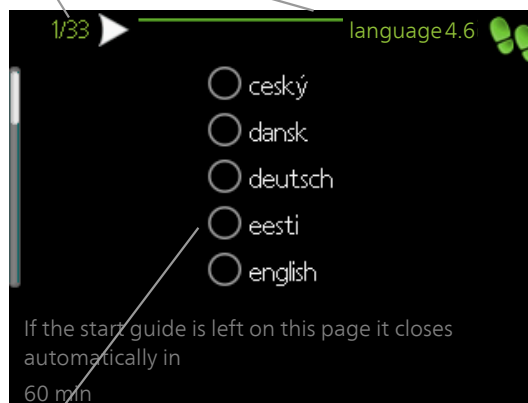 1/33
language 4.6
ceský
dansk
deutsch
eesti
english
If the start guide is left on this page it closes
automatically in
60 min